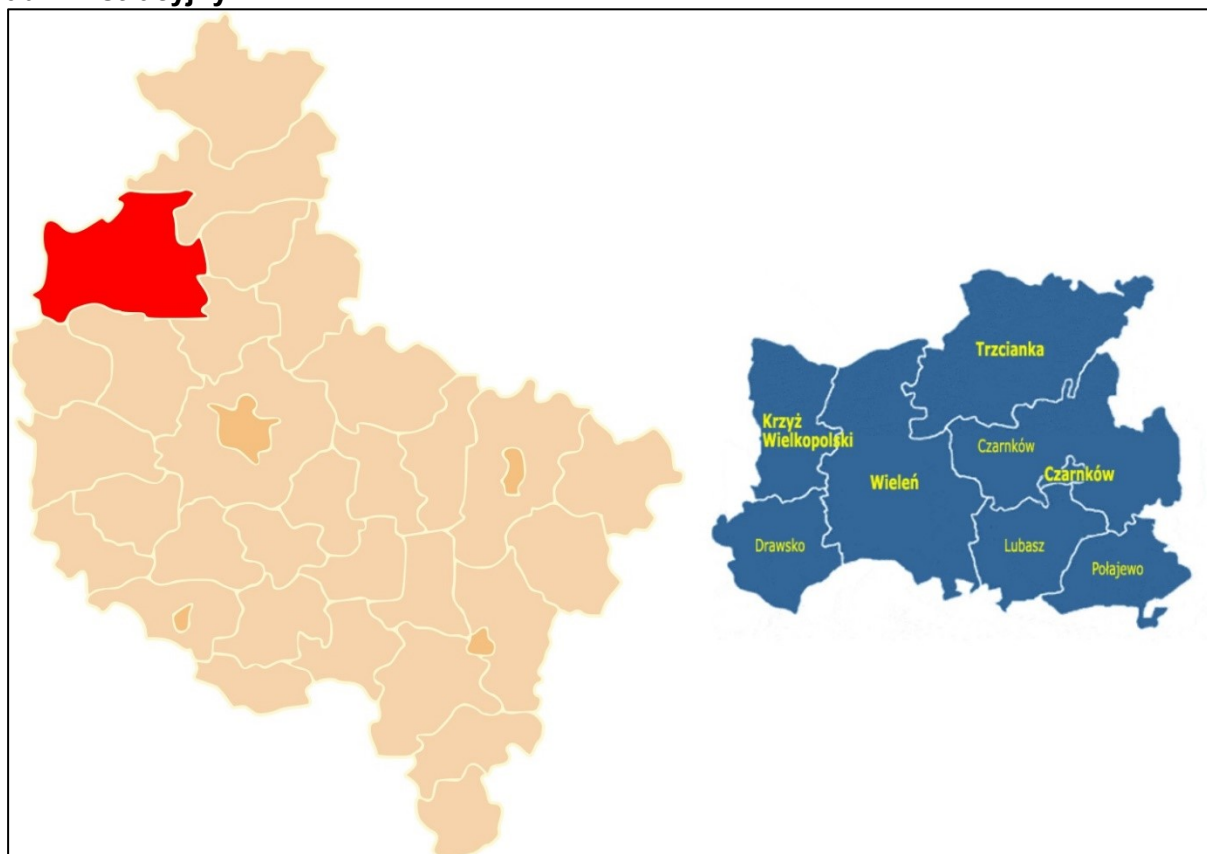 Trzcianka
Krzyż
Wielkopolski
Czarnków
Czarnków
Wieleń
Drawsko
Lubasz
Połajewo